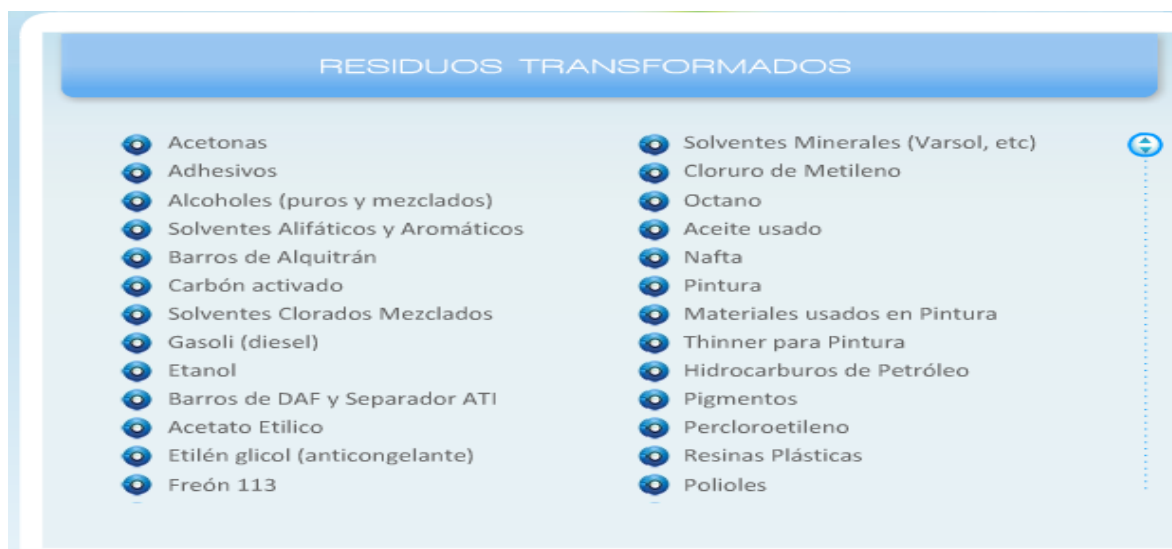 RESIDUOS TRANSFORMADOS
Acetonas
Adhesivos
Alcoholes (puros y mezclados)
Solventes Alifáticos y Aromáticos
Barros de Alquitrán
Carbón activado
Solventes Clorados Mezclados
Gasoli (diesel)
Etanol
Barros de DAF y Separador ATI
Acetato Etilico
Etilén glicol (anticongelante)
Freón 113
Solventes Minerales (Varsol, etc)
Cloruro de Metileno
Octano
Aceite usado
Nafta
Pintura
Materiales usados en Pintura
Thinner para Pintura
Hidrocarburos de Petróleo
Pigmentos
Percloroetileno
Resinas Plásticas
Polioles